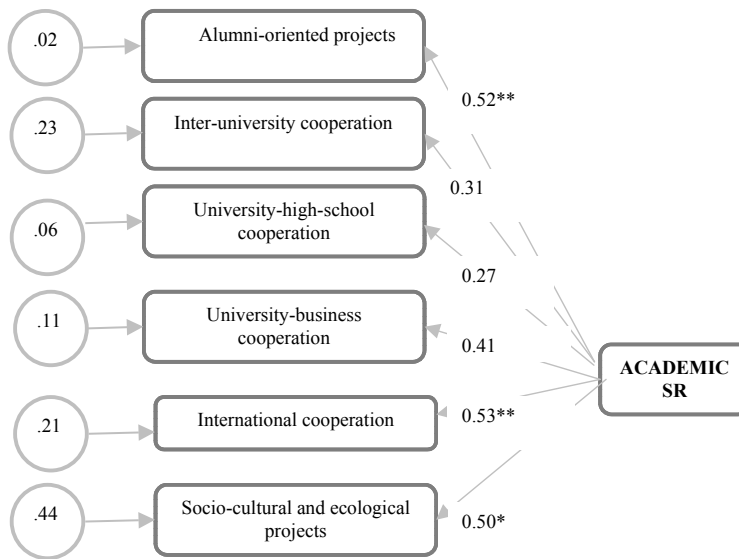 .02
Alumni-oriented projects
0.52**
.23
Inter-university cooperation
0.31
.06
University-high-school
cooperation
0.27
.11
University-business
cooperation
0.41
ACADEMIC
SR
.21
International cooperation
0.53**
.44
Socio-cultural and ecological
projects
0.50*